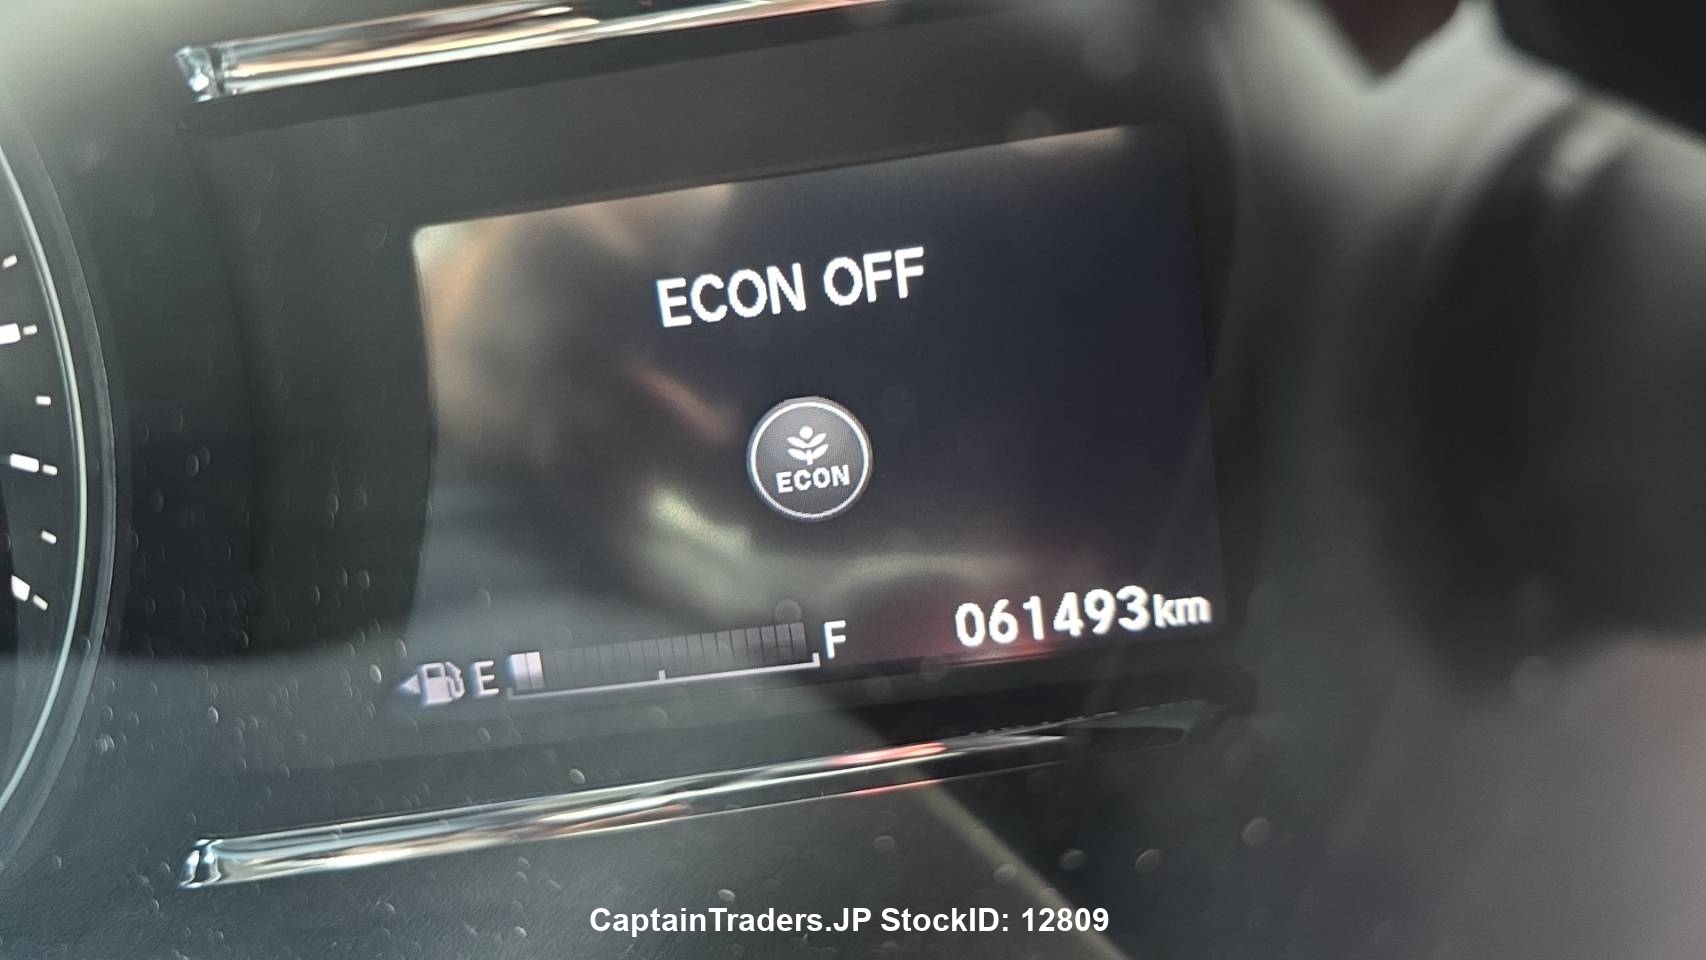 ECON OFF
ECON
E F
061493km
CaptainTraders.JP StockID: 12809